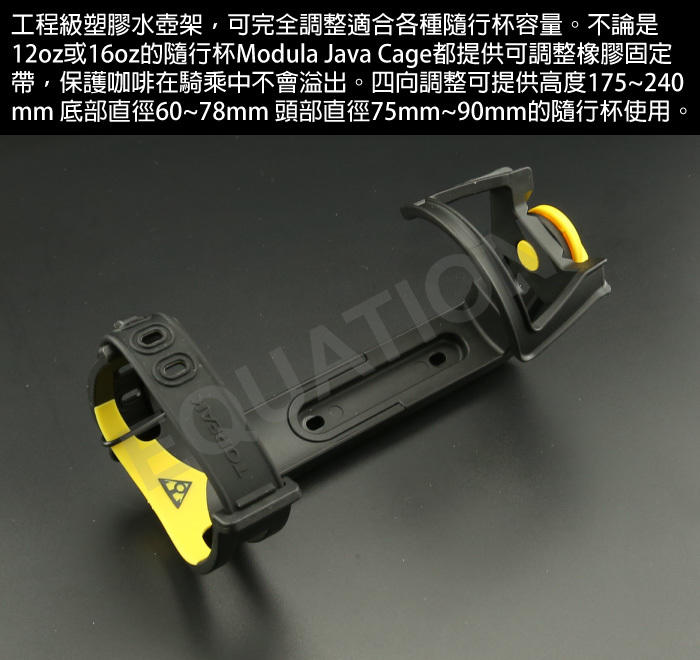 工程級塑膠水壺架，可完全調整適合各種隨行杯容量。不論是
12oz或16oz的隨行杯Modula Java Cage都提供可調整橡膠固定
帶，保護咖啡在騎乘中不會溢出。四向調整可提供高度175~240
mm 底部直徑60~78mm 頭部直徑75mm~90mm的隨行杯使用。
EQUATION
TOPEAK